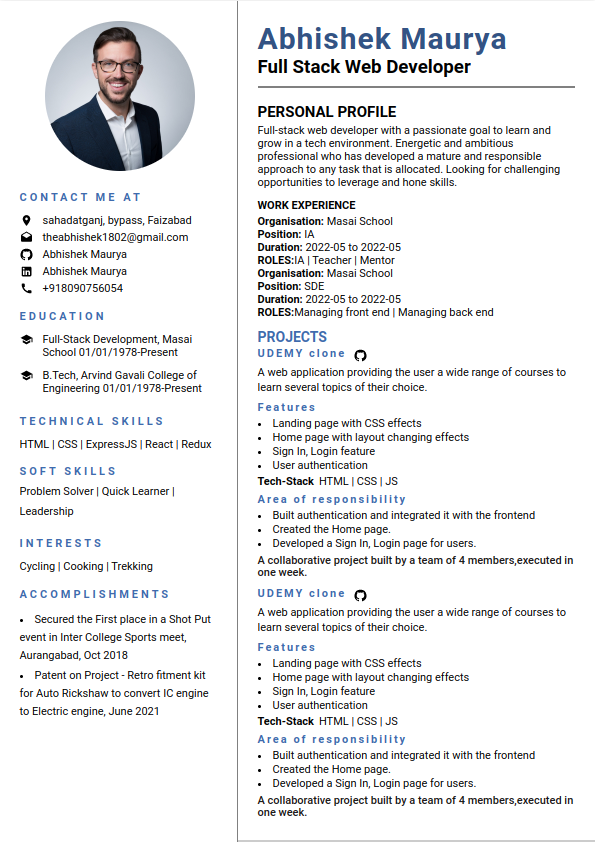 CONTACT ME AT
sahadatganj, bypass, Faizabad
theabhishek1802@gmail.com
Abhishek Maurya
Abhishek Maurya
+918090756054
EDUCATION
Full-Stack Development, Masai
School 01/01/1978-Present
B.Tech, Arvind Gavali College of
Engineering 01/01/1978-Present
TECHNICAL SKILLS
HTML | CSS | ExpressJS | React | Redux
SOFT SKILLS
Problem Solver | Quick Learner |
Leadership
INTERESTS
Cycling | Cooking | Trekking
ACCOMPLISHMENTS
• Secured the First place in a Shot Put
event in Inter College Sports meet,
Aurangabad, Oct 2018
• Patent on Project - Retro fitment kit
for Auto Rickshaw to convert IC engine
to Electric engine, June 2021
Abhishek Maurya
Full Stack Web Developer
PERSONAL PROFILE
Full-stack web developer with a passionate goal to learn and
grow in a tech environment. Energetic and ambitious
professional who has developed a mature and responsible
approach to any task that is allocated. Looking for challenging
opportunities to leverage and hone skills.
WORK EXPERIENCE
Organisation: Masai School
Position: IA
Duration: 2022-05 to 2022-05
ROLES:IA | Teacher | Mentor
Organisation: Masai School
Position: SDE
Duration: 2022-05 to 2022-05
ROLES:Managing front end | Managing back end
PROJECTS
UDEMY clone
A web application providing the user a wide range of courses to
learn several topics of their choice.
Features
• Landing page with CSS effects
• Home page with layout changing effects
• Sign In, Login feature
• User authentication
Tech-Stack HTML | CSS | JS
Area of responsibility
• Built authentication and integrated it with the frontend
• Created the Home page.
• Developed a Sign In, Login page for users.
A collaborative project built by a team of 4 members,executed in
one week.
UDEMY clone
A web application providing the user a wide range of courses to
learn several topics of their choice.
Features
• Landing page with CSS effects
• Home page with layout changing effects
• Sign In, Login feature
• User authentication
Tech-Stack HTML | CSS | JS
Area of responsibility
• Built authentication and integrated it with the frontend
• Created the Home page.
• Developed a Sign In, Login page for users.
A collaborative project built by a team of 4 members,executed in
one week.